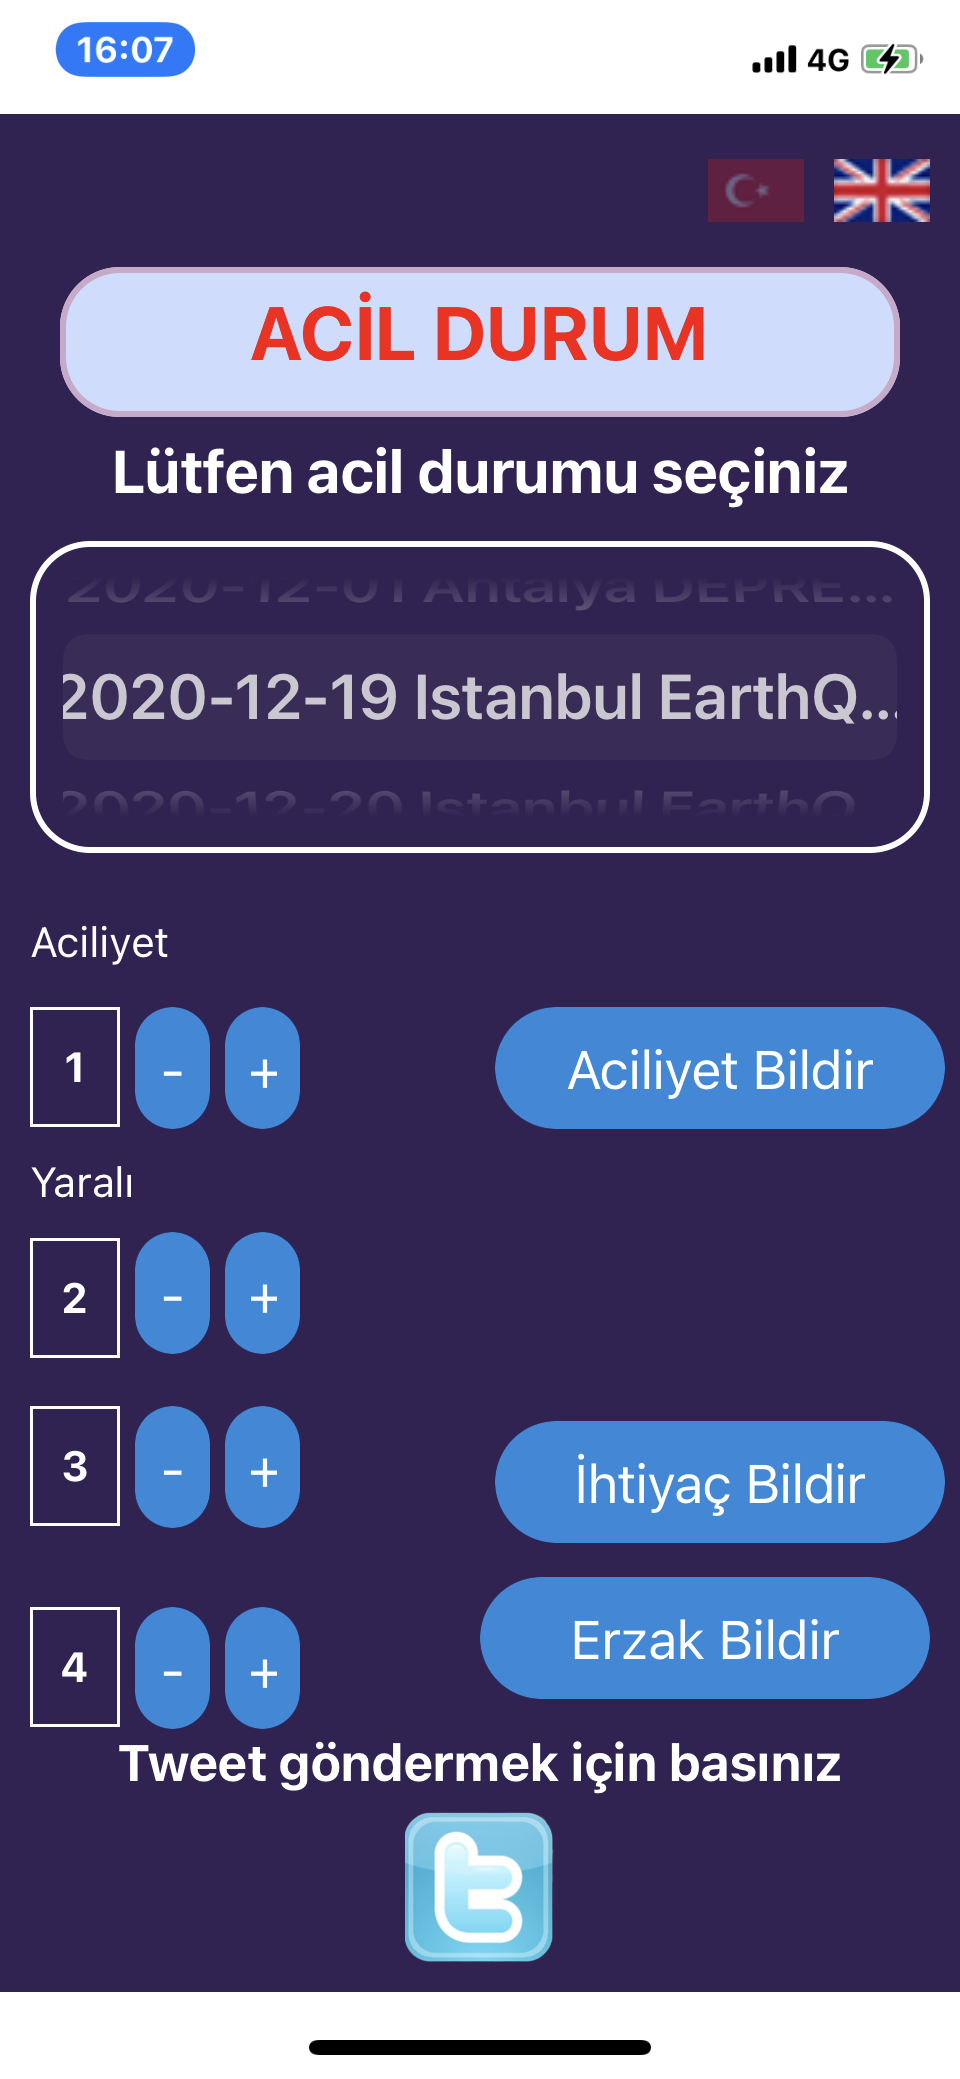 16:07
4G
ACİL DURUM
Lütfen acil durumu seçiniz
2020-12-01 Antalya DEPRE...
2020-12-19 Istanbul EarthQ...
2020-12-20 Istanbul EarthQ
Aciliyet
1 - + Aciliyet Bildir
Yaralı
2 - +
3 - + İhtiyaç Bildir
4 - + Erzak Bildir
Tweet göndermek için basınız